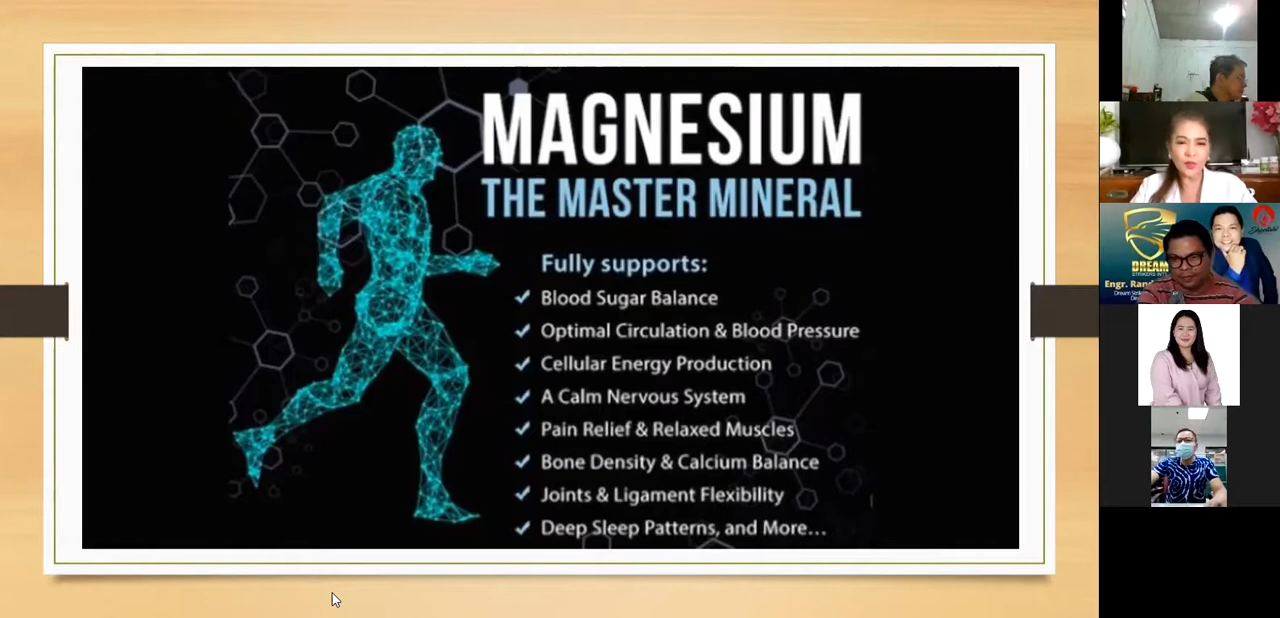 MAGNESIUM
THE MASTER MINERAL
Fully supports:
Blood Sugar Balance
Optimal Circulation & Blood Pressure
Cellular Energy Production
A Calm Nervous System
Pain Relief & Relaxed Muscles
Bone Density & Calcium Balance
Joints & Ligament Flexibility
Deep Sleep Patterns, and More...
DREAM
Engr.